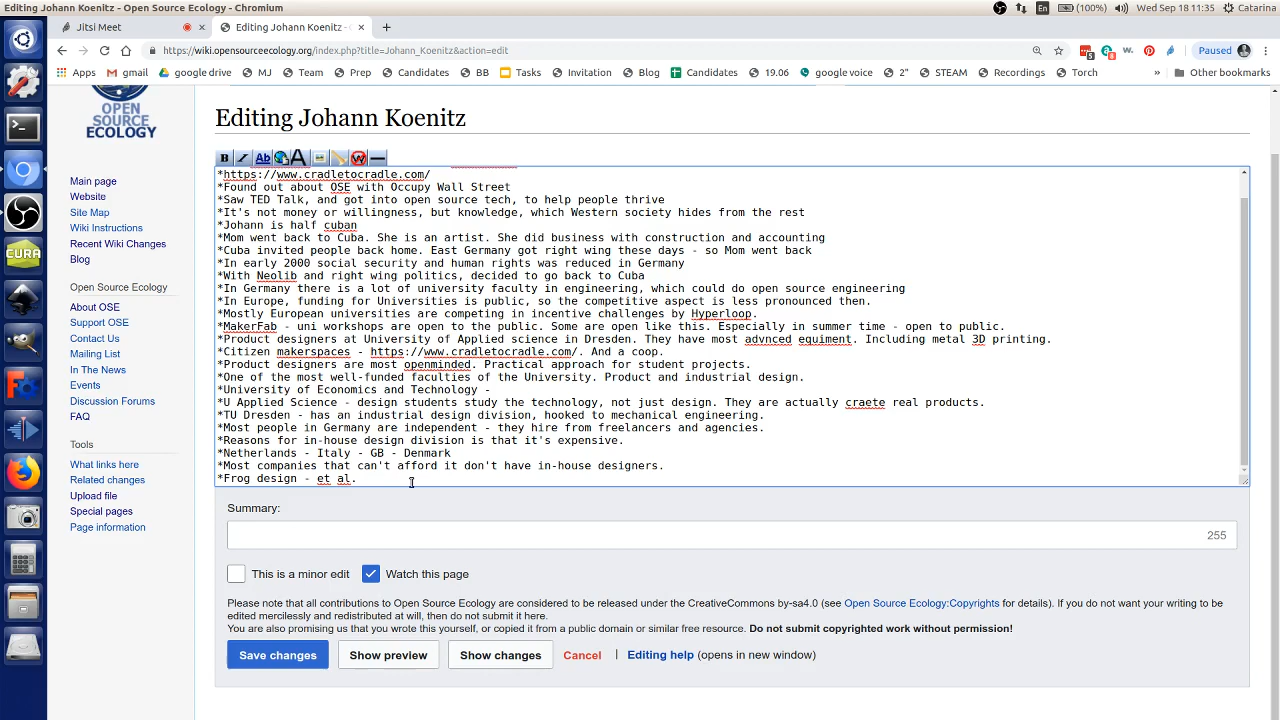 Editing Johann Koenitz - Open Source Ecology - Chromium
En (100%) Wed Sep 18 11:35 Catarina
Jitsi Meet Editing Johann Koenitz -
https://wiki.opensourceecology.org/index.php?title=Johann_Koenitz&action=edit Paused
Apps gmail google drive MJ Team Prep Candidates BB Tasks Invitation Blog Candidates 19.06 google voice 2" STEAM Recordings Torch » Other bookmarks
OPEN SOURCE
ECOLOGY
Main page
Website
Site Map
Wiki Instructions
Recent Wiki Changes
Blog
Open Source Ecology
About OSE
Support OSE
Contact Us
Mailing List
In The News
Events
Discussion Forums
FAQ
Tools
What links here
Related changes
Upload file
Special pages
Page information
Editing Johann Koenitz
*https://www.cradletocradle.com/
*Found out about OSE with Occupy Wall Street
*Saw TED Talk, and got into open source tech, to help people thrive
*It's not money or willingness, but knowledge, which Western society hides from the rest
*Johann is half cuban
*Mom went back to Cuba. She is an artist. She did business with construction and accounting
*Cuba invited people back home. East Germany got right wing these days - so Mom went back
*In early 2000 social security and human rights was reduced in Germany
*With Neolib and right wing politics, decided to go back to Cuba
*In Germany there is a lot of university faculty in engineering, which could do open source engineering
*In Europe, funding for Universities is public, so the competitive aspect is less pronounced then.
*Mostly European universities are competing in incentive challenges by Hyperloop.
*MakerFab - uni workshops are open to the public. Some are open like this. Especially in summer time - open to public.
*Product designers at University of Applied science in Dresden. They have most advnced equiment. Including metal 3D printing.
*Citizen makerspaces - https://www.cradletocradle.com/. And a coop.
*Product designers are most openminded. Practical approach for student projects.
*One of the most well-funded faculties of the University. Product and industrial design.
*University of Economics and Technology -
*U Applied Science - design students study the technology, not just design. They are actually craete real products.
*TU Dresden - has an industrial design division, hooked to mechanical engineering.
*Most people in Germany are independent - they hire from freelancers and agencies.
*Reasons for in-house design division is that it's expensive.
*Netherlands - Italy - GB - Denmark
*Most companies that can't afford it don't have in-house designers.
*Frog design - et al.
Summary:
255
This is a minor edit Watch this page
Please note that all contributions to Open Source Ecology are considered to be released under the CreativeCommons by-sa4.0 (see Open Source Ecology:Copyrights for details). If you do not want your writing to
be edited mercilessly and redistributed at will, then do not submit it here.
You are also promising us that you wrote this yourself, or copied it from a public domain or similar free resource. Do not submit copyrighted work without permission!
Save changes Show preview Show changes Cancel | Editing help (opens in new window)